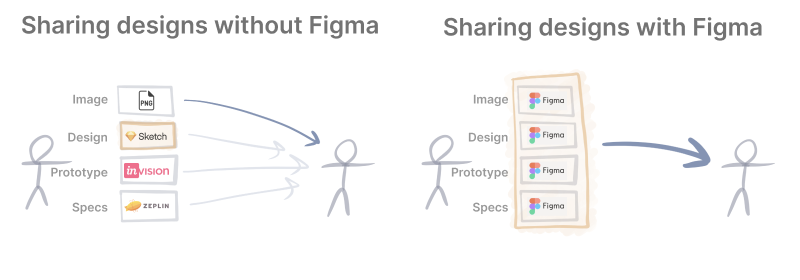 Sharing designs without Figma
Image
PNG
Design
Sketch
Prototype
inVISION
Specs
ZEPLIN
Sharing designs with Figma
Image
Figma
Design
Figma
Prototype
Figma
Specs
Figma